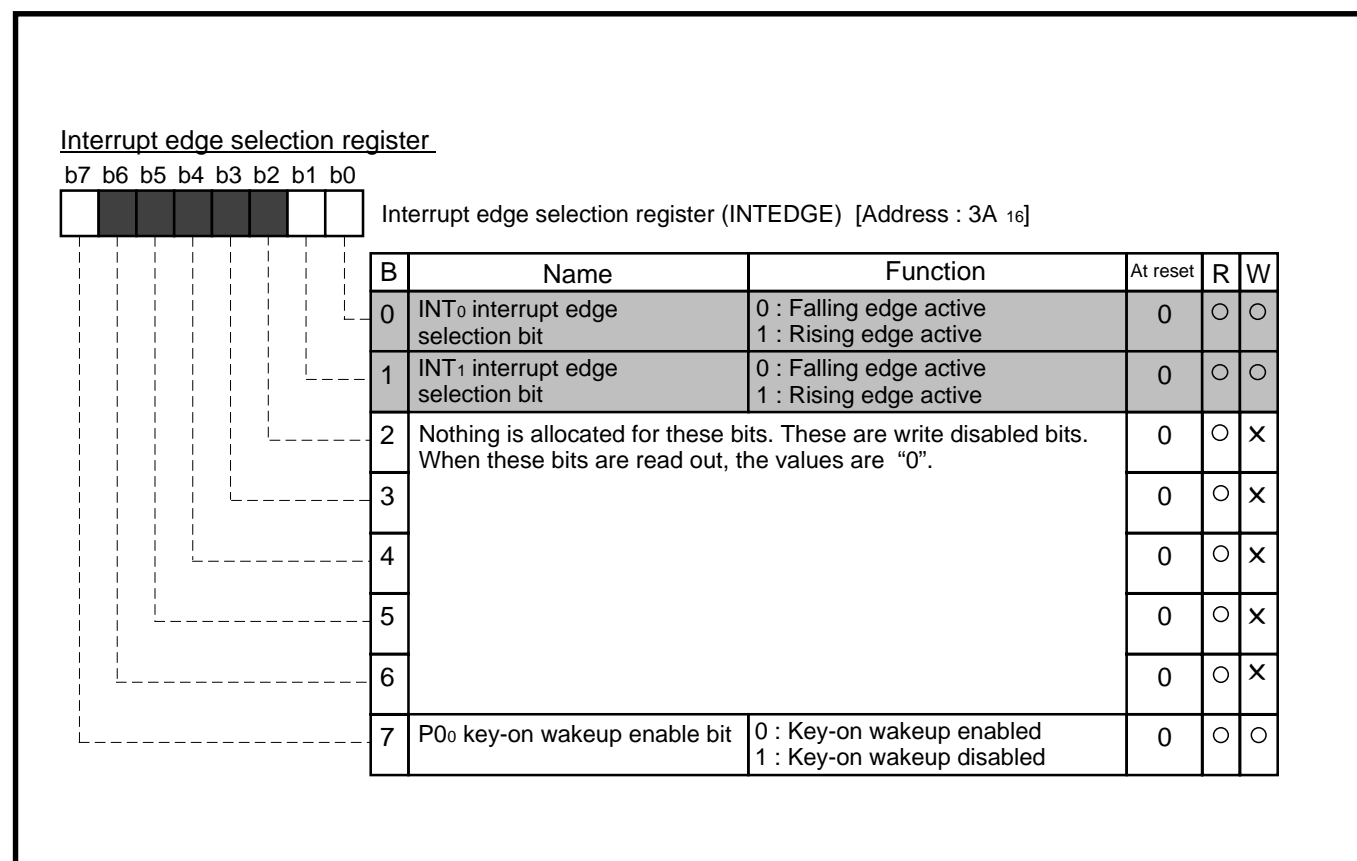 Interrupt edge selection register
b7 b6 b5 b4 b3 b2 b1 b0
Interrupt edge selection register (INTEDGE) [Address : 3A 16]
B Name Function At reset R W
0 INT0 interrupt edge selection bit 0 : Falling edge active 0 ○ ○
1 : Rising edge active
1 INT1 interrupt edge selection bit 0 : Falling edge active 0 ○ ○
1 : Rising edge active
2 Nothing is allocated for these bits. These are write disabled bits. 0 ○ ×
When these bits are read out, the values are “0”.
3 0 ○ ×
4 0 ○ ×
5 0 ○ ×
6 0 ○ ×
7 P00 key-on wakeup enable bit 0 : Key-on wakeup enabled 0 ○ ○
1 : Key-on wakeup disabled